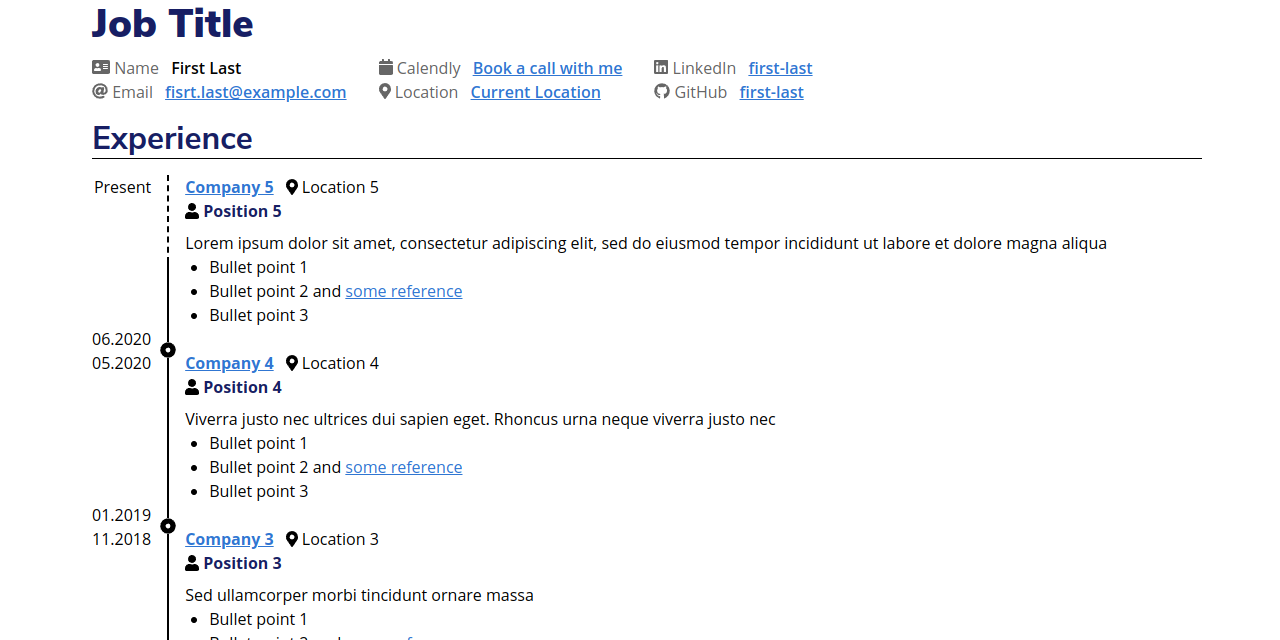 Job Title
Name First Last Calendly Book a call with me LinkedIn first-last
Email fisrt.last@example.com Location Current Location GitHub first-last
Experience
Present Company 5 Location 5
Position 5
Lorem ipsum dolor sit amet, consectetur adipiscing elit, sed do eiusmod tempor incididunt ut labore et dolore magna aliqua
• Bullet point 1
• Bullet point 2 and some reference
• Bullet point 3
06.2020
05.2020 Company 4 Location 4
Position 4
Viverra justo nec ultrices dui sapien eget. Rhoncus urna neque viverra justo nec
• Bullet point 1
• Bullet point 2 and some reference
• Bullet point 3
01.2019
11.2018 Company 3 Location 3
Position 3
Sed ullamcorper morbi tincidunt ornare massa
• Bullet point 1